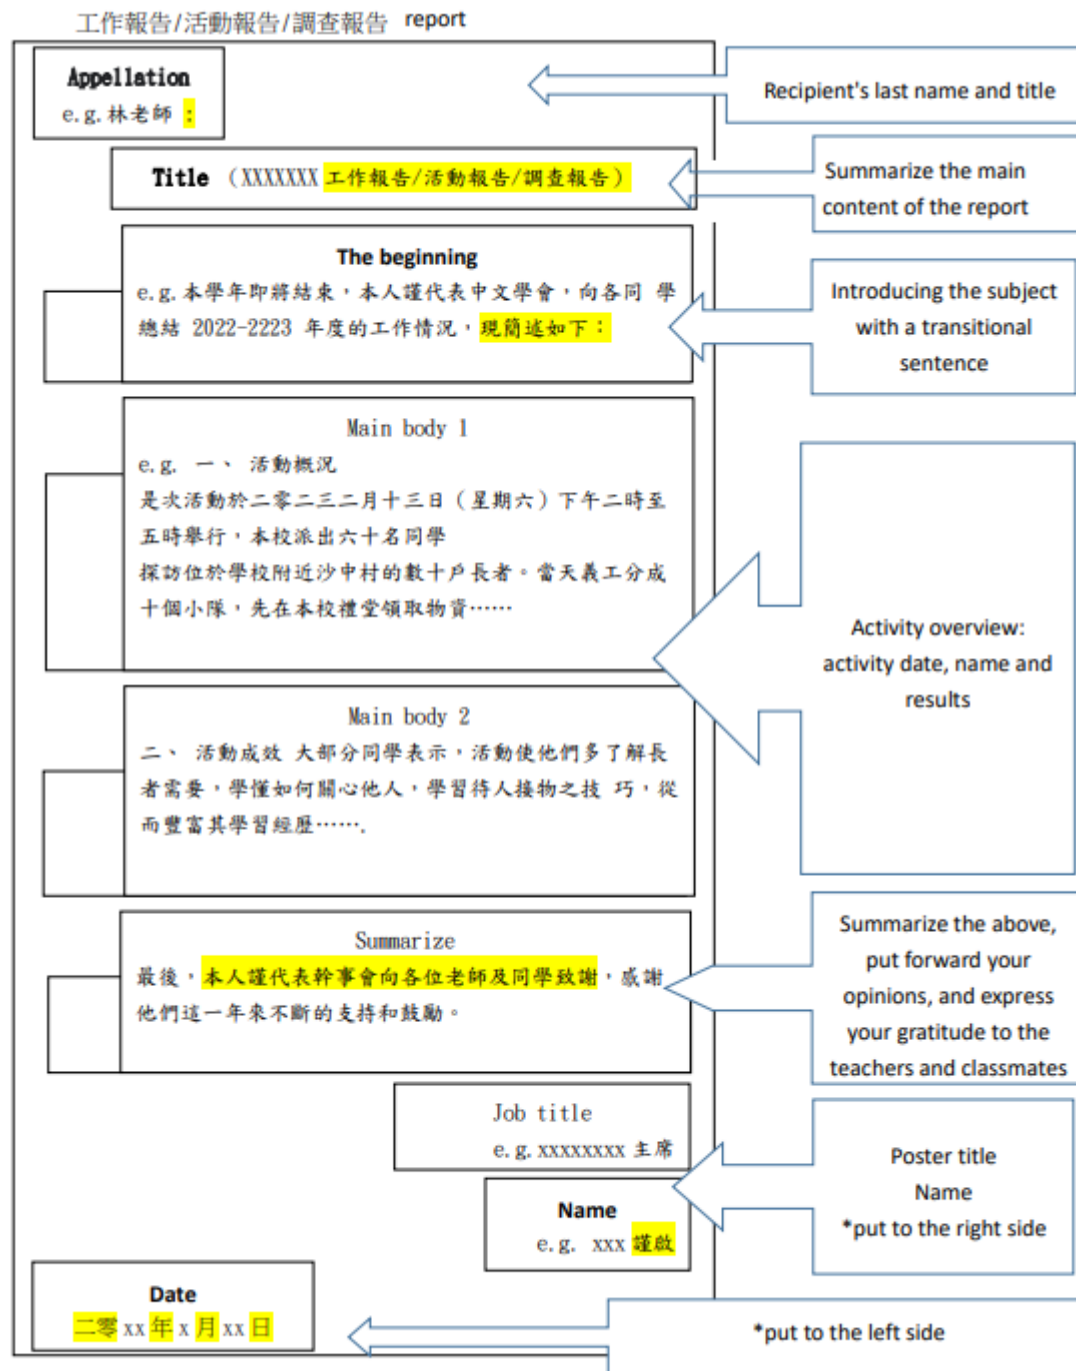 工作報告/活動報告/調查報告 report
Appellation
e.g.林老師 :
Recipient's last name and title
Title (XXXXXXX 工作報告/活動報告/調查報告)
Summarize the main
content of the report
The beginning
e.g.本學年即將結束，本人謹代表中文學會，向各同 學
總結 2022-2223 年度的工作情況，現簡述如下：
Introducing the subject
with a transitional
sentence
Main body 1
e.g. 一、 活動概況
是次活動於二零二三二月十三日（星期六）下午二時至
五時舉行，本校派出六十名同學
探訪位於學校附近沙中村的數十戶長者。當天義工分成
十個小隊，先在本校禮堂領取物資……
Activity overview:
activity date, name and
results
Main body 2
二、 活動成效 大部分同學表示，活動使他們多了解長
者需要，學懂如何關心他人，學習待人接物之技 巧，從
而豐富其學習經歷…….
Summarize
最後，本人謹代表幹事會向各位老師及同學致謝，感謝
他們這一年來不斷的支持和鼓勵。
Summarize the above,
put forward your
opinions, and express
your gratitude to the
teachers and classmates
Job title
e.g.xxxxxxxx 主席
Name
e.g. xxx 謹啟
Poster title
Name
*put to the right side
Date
二零 xx 年 x 月 xx 日
*put to the left side